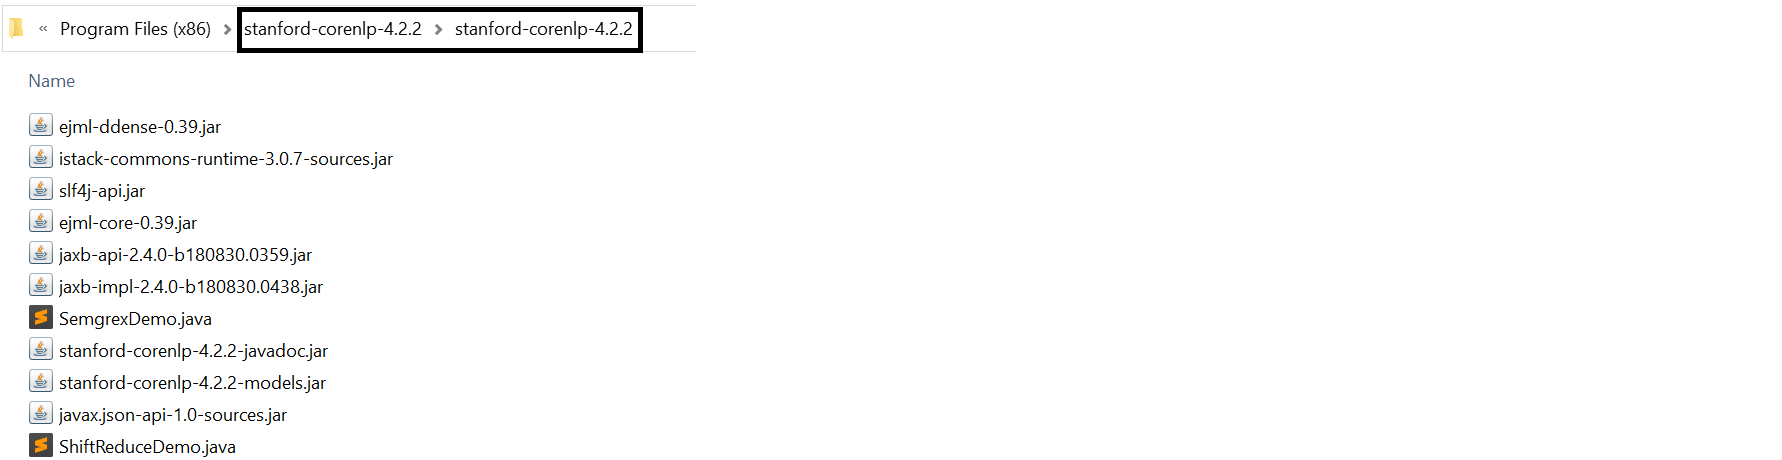 « Program Files (x86) > stanford-corenlp-4.2.2 > stanford-corenlp-4.2.2
Name
ejml-ddense-0.39.jar
istack-commons-runtime-3.0.7-sources.jar
slf4j-api.jar
ejml-core-0.39.jar
jaxb-api-2.4.0-b180830.0359.jar
jaxb-impl-2.4.0-b180830.0438.jar
SemgrexDemo.java
stanford-corenlp-4.2.2-javadoc.jar
stanford-corenlp-4.2.2-models.jar
javax.json-api-1.0-sources.jar
ShiftReduceDemo.java